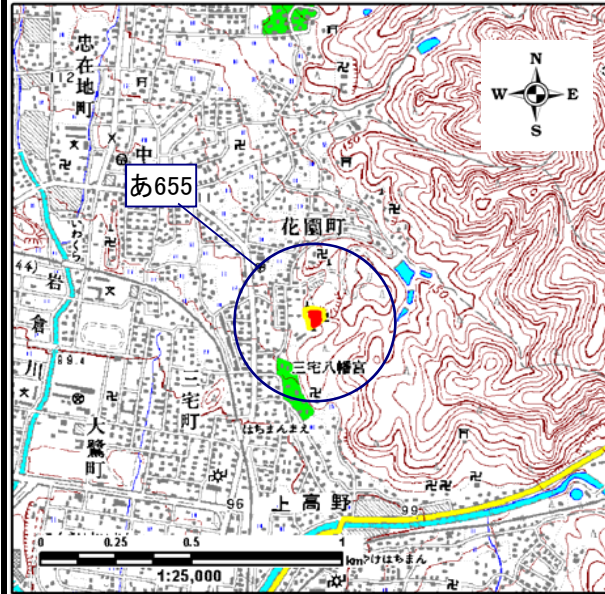 忠在地町
112
中
N
W E
S
あ655
花園町
いわくら
44)
岩倉川
89.4
三宅八幡宮
三宅町
はちまんまえ
人鷺町
96
上高野
99
0 0.25 0.5 1
km
けはちまん
1:25,000